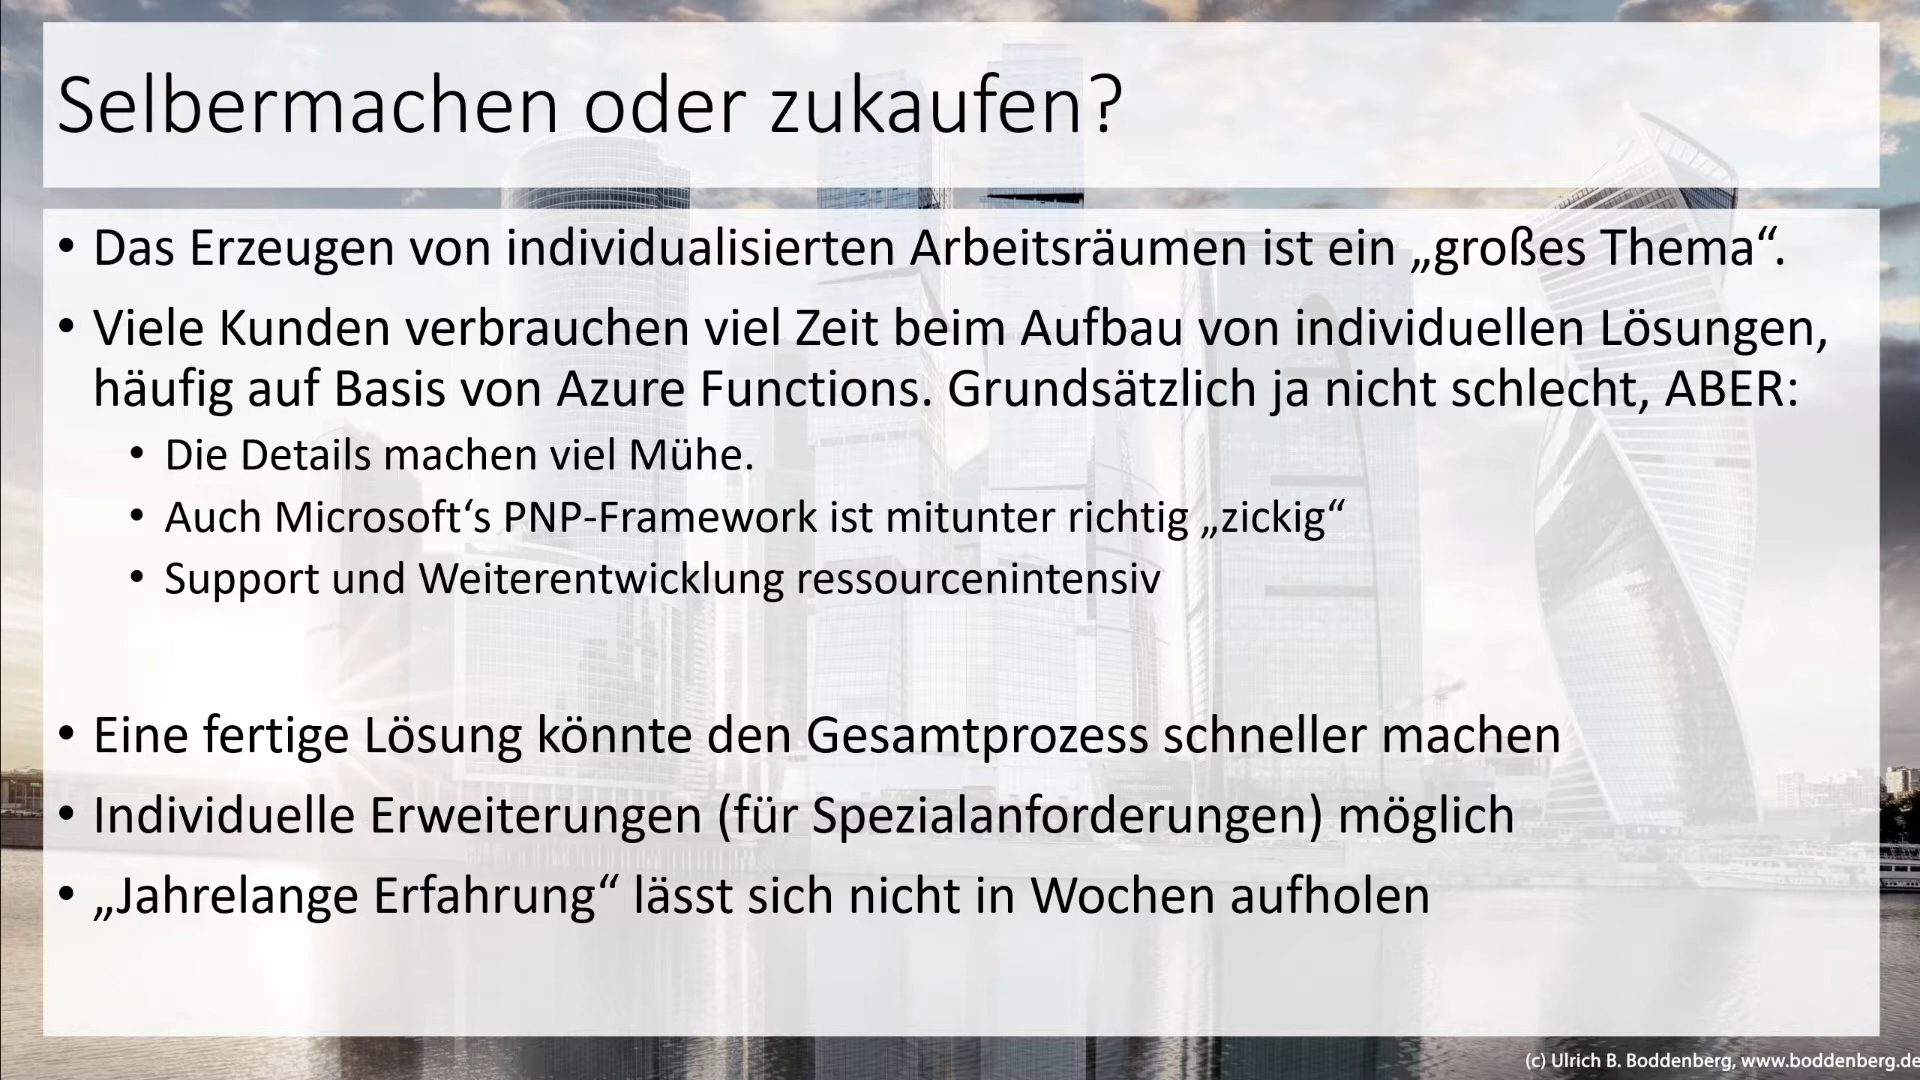 Selbermachen oder zukaufen?
• Das Erzeugen von individualisierten Arbeitsräumen ist ein „großes Thema“.
• Viele Kunden verbrauchen viel Zeit beim Aufbau von individuellen Lösungen,
häufig auf Basis von Azure Functions. Grundsätzlich ja nicht schlecht, ABER:
• Die Details machen viel Mühe.
• Auch Microsoft‘s PNP-Framework ist mitunter richtig „zickig“
• Support und Weiterentwicklung ressourcenintensiv
• Eine fertige Lösung könnte den Gesamtprozess schneller machen
• Individuelle Erweiterungen (für Spezialanforderungen) möglich
• „Jahrelange Erfahrung“ lässt sich nicht in Wochen aufholen
(c) Ulrich B. Boddenberg, www.boddenberg.de